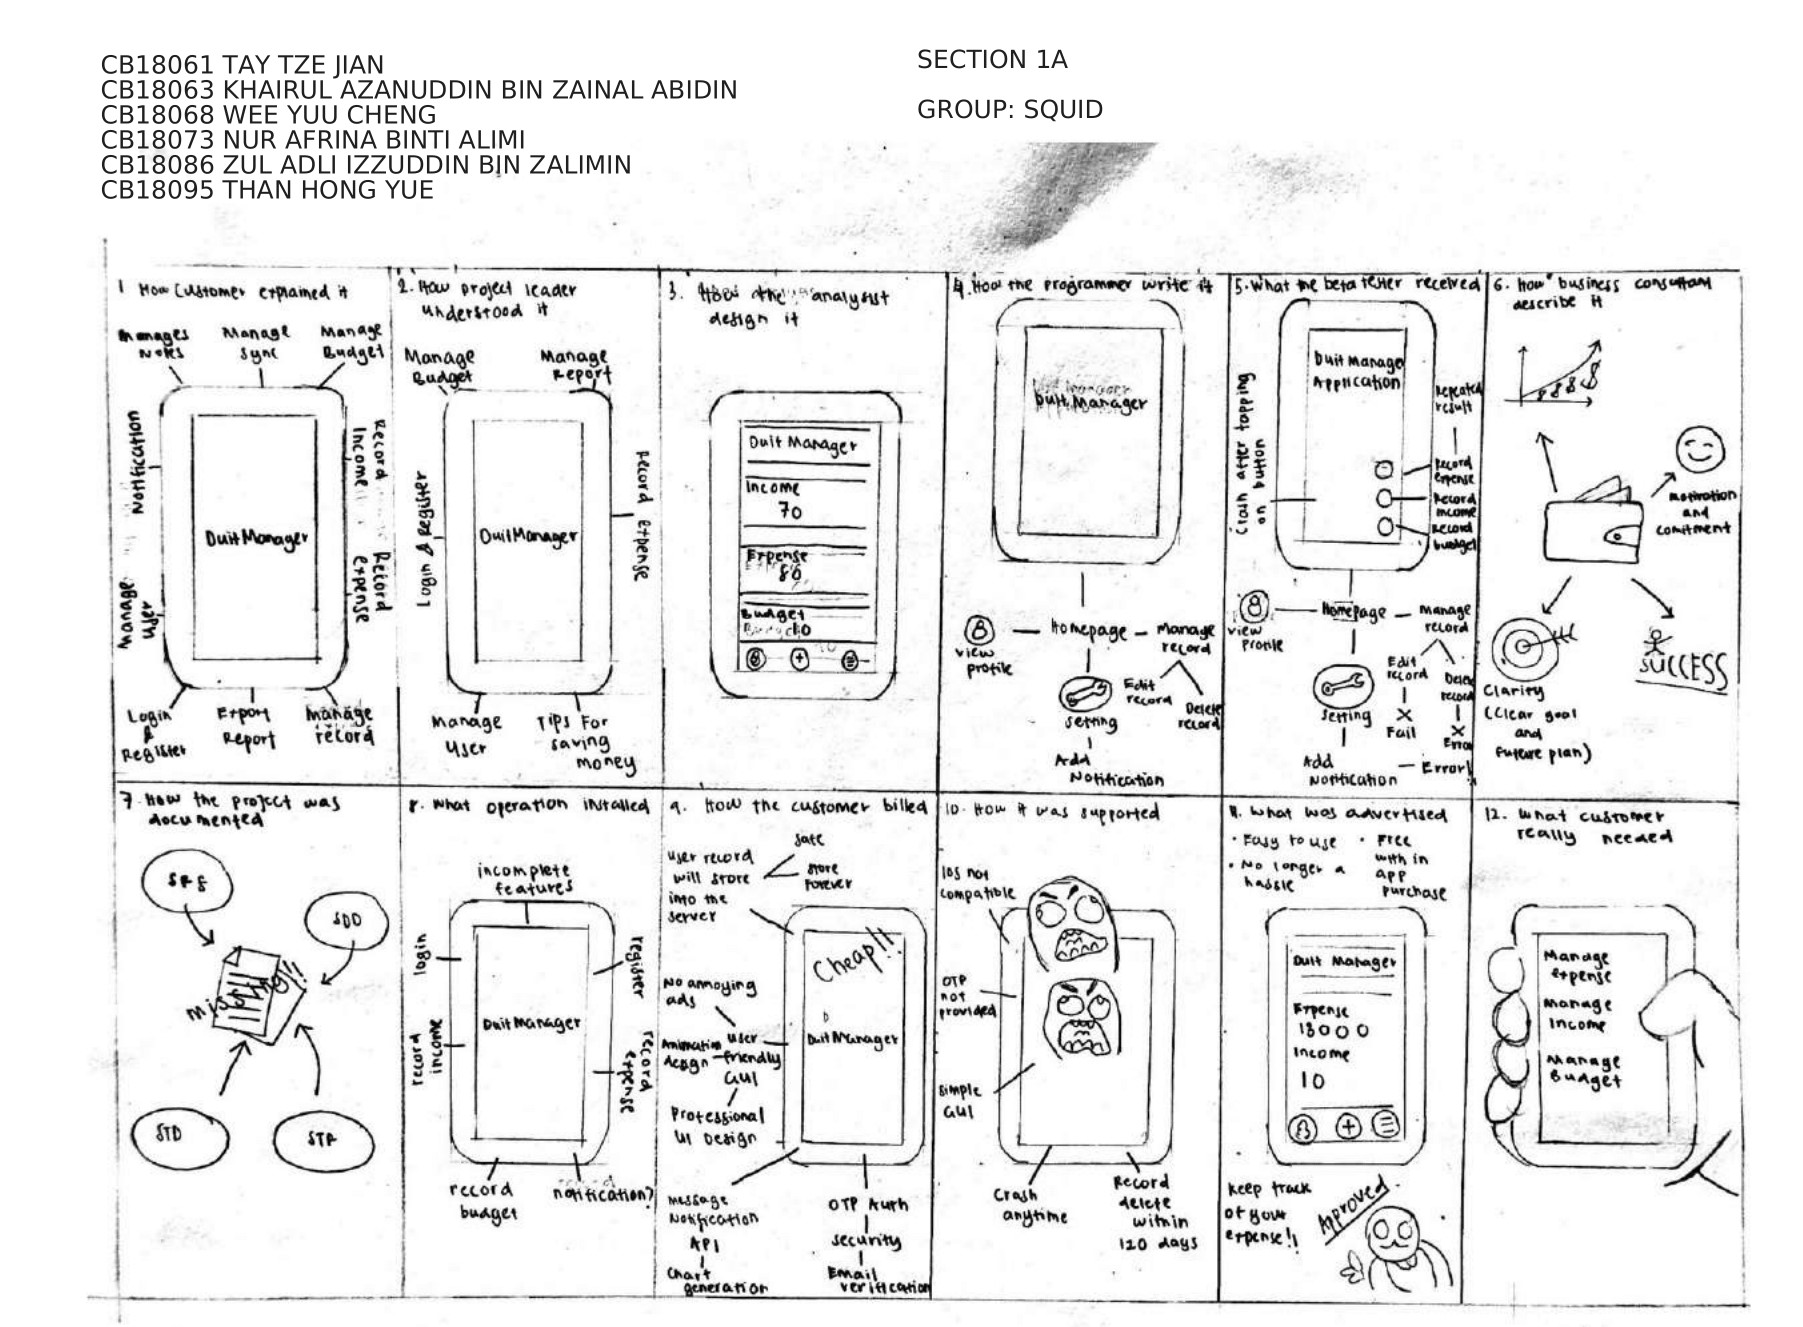 CB18061 TAY TZE JIAN
CB18063 KHAIRUL AZANUDDIN BIN ZAINAL ABIDIN
CB18068 WEE YUU CHENG
CB18073 NUR AFRINA BINTI ALIMI
CB18086 ZUL ADLI IZZUDDIN BIN ZALIMIN
CB18095 THAN HONG YUE
SECTION 1A
GROUP: SQUID
1 How Customer explained it
Manages
Notes
Manage
Sync
Manage
Budget
Notification
Record
Income
DuitManager
Record
Expense
Manage
User
Login
&
Register
Export
Report
manage
record
2. How project leader
understood it
Manage
Budget
Manage
Report
Login & Register
Record Expense
DuitManager
Manage
User
Tips For
saving
money
3. How the analysist
design it
Duit Manager
Income
70
Expense
80
Budget
10
4. How the programmer write it
Duit Manager
Homepage
view
profile
Manage
record
Edit
record
Delete
record
setting
Add
Notification
5. What the beta tester received
Duit Manager
Application
Crash after tapping
on button
Repeated
result
Record
expense
Record
income
Record
budget
Homepage
view
profile
Manage
record
Edit
record
Delete
record
X
Fail
X
Error
setting
Add
Notification
Error!
6. How business consultant
describe it
$
Motivation
and
comitment
SUCCESS
Clarity
(Clear goal
and
future plan)
7. How the project was
documented
SRS
SDD
missing!!
STD
STR
8. What operation installed
incomplete
features
login
register
record
income
DuitManager
record
expense
record
budget
notification?
9. How the customer billed
user record
will store
into the
server
safe
store
forever
Cheap!!
No annoying
ads
Animation
design
user
friendly
GUI
Duit Manager
Professional
UI Design
Message
Notification
API
Chart
generation
OTP Auth
security
Email
verification
10. How it was supported
IOS not
compatible
OTP
not
provided
simple
GUI
Crash
anytime
Record
delete
within
120 days
11. What was advertised
• Easy to use
• No longer a
hassle
• Free
with in
app
purchase
Duit Manager
Expense
13000
Income
10
keep track
of your
expense!!
Approved
12. What customer
really needed
Manage
Expense
Manage
Income
Manage
Budget